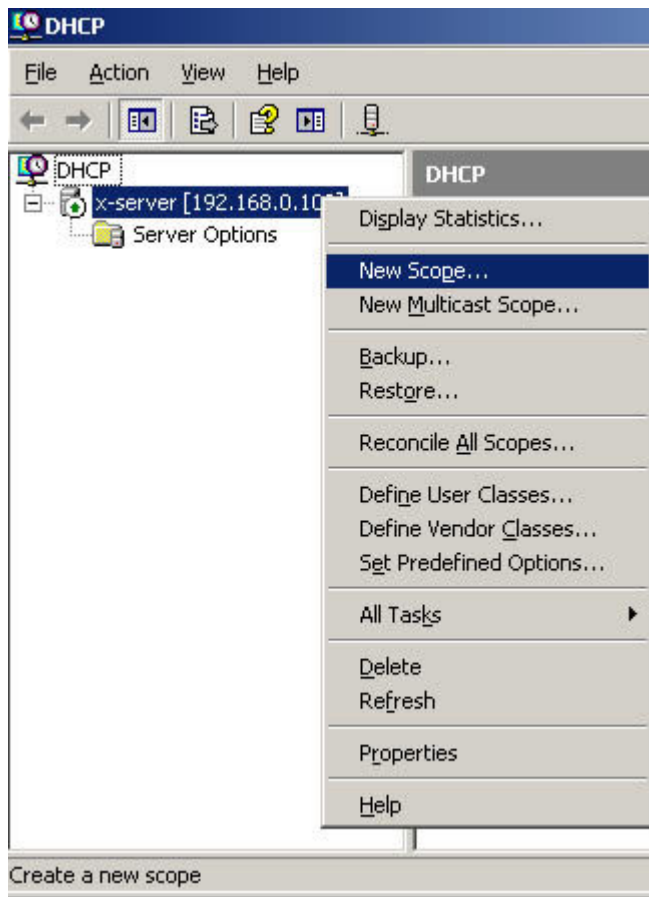 DHCP
File Action View Help
DHCP
DHCP
x-server [192.168.0.10
Server Options
Display Statistics...
New Scope...
New Multicast Scope...
Backup...
Restore...
Reconcile All Scopes...
Define User Classes...
Define Vendor Classes...
Set Predefined Options...
All Tasks
Delete
Refresh
Properties
Help
Create a new scope